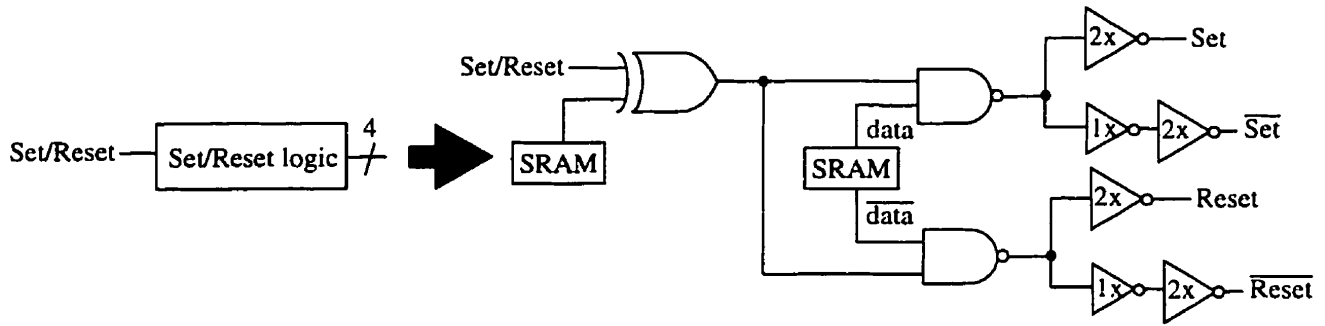 Set/Reset
Set/Reset logic
4
Set/Reset
SRAM
data
SRAM
data
2x
Set
1x
2x
Set
2x
Reset
1x
2x
Reset